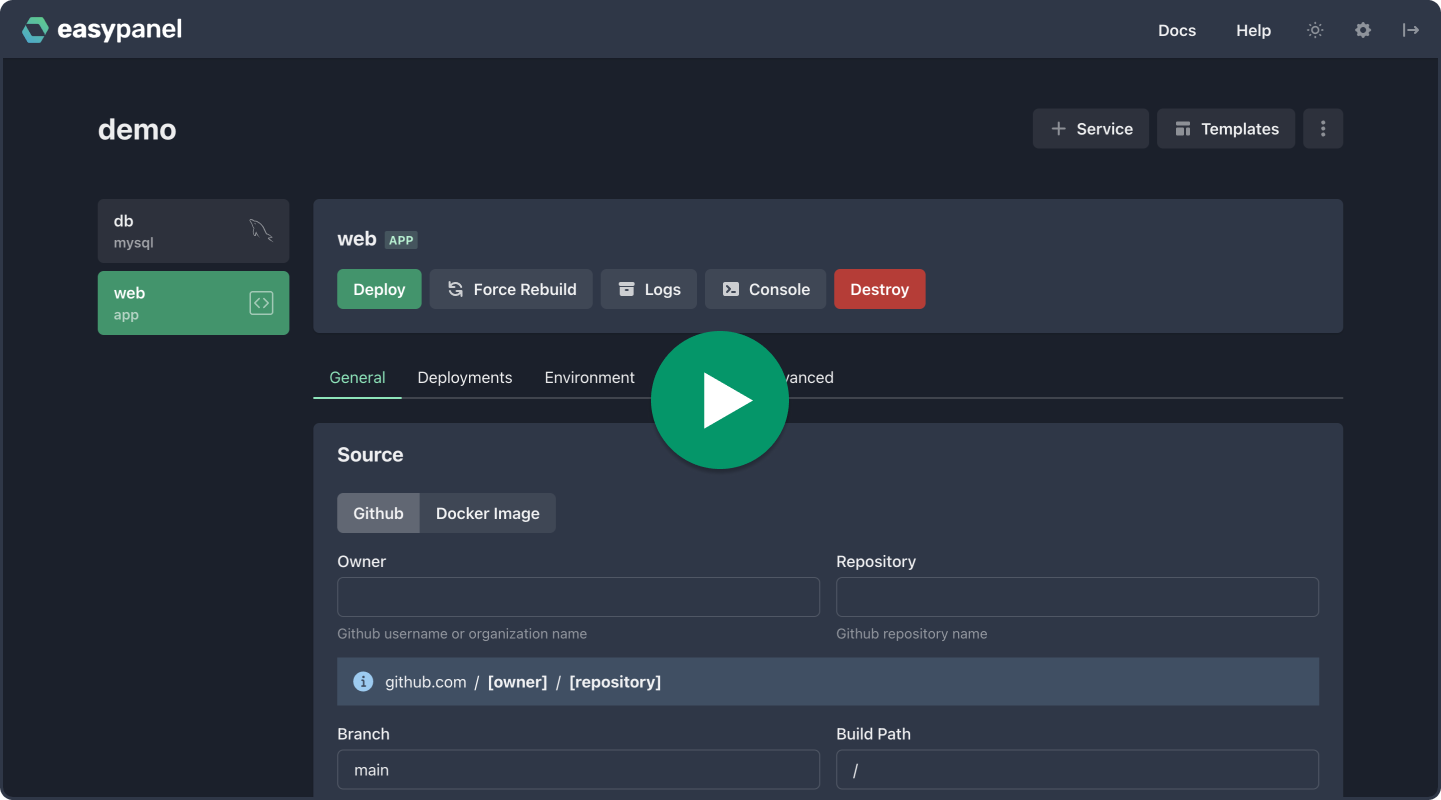 easypanel
Docs Help
demo
Service Templates
db
mysql
web
app
web APP
Deploy Force Rebuild Logs Console Destroy
General Deployments Environment
Source
Github Docker Image
Owner Repository
Github username or organization name Github repository name
github.com / [owner] / [repository]
Branch Build Path
main /